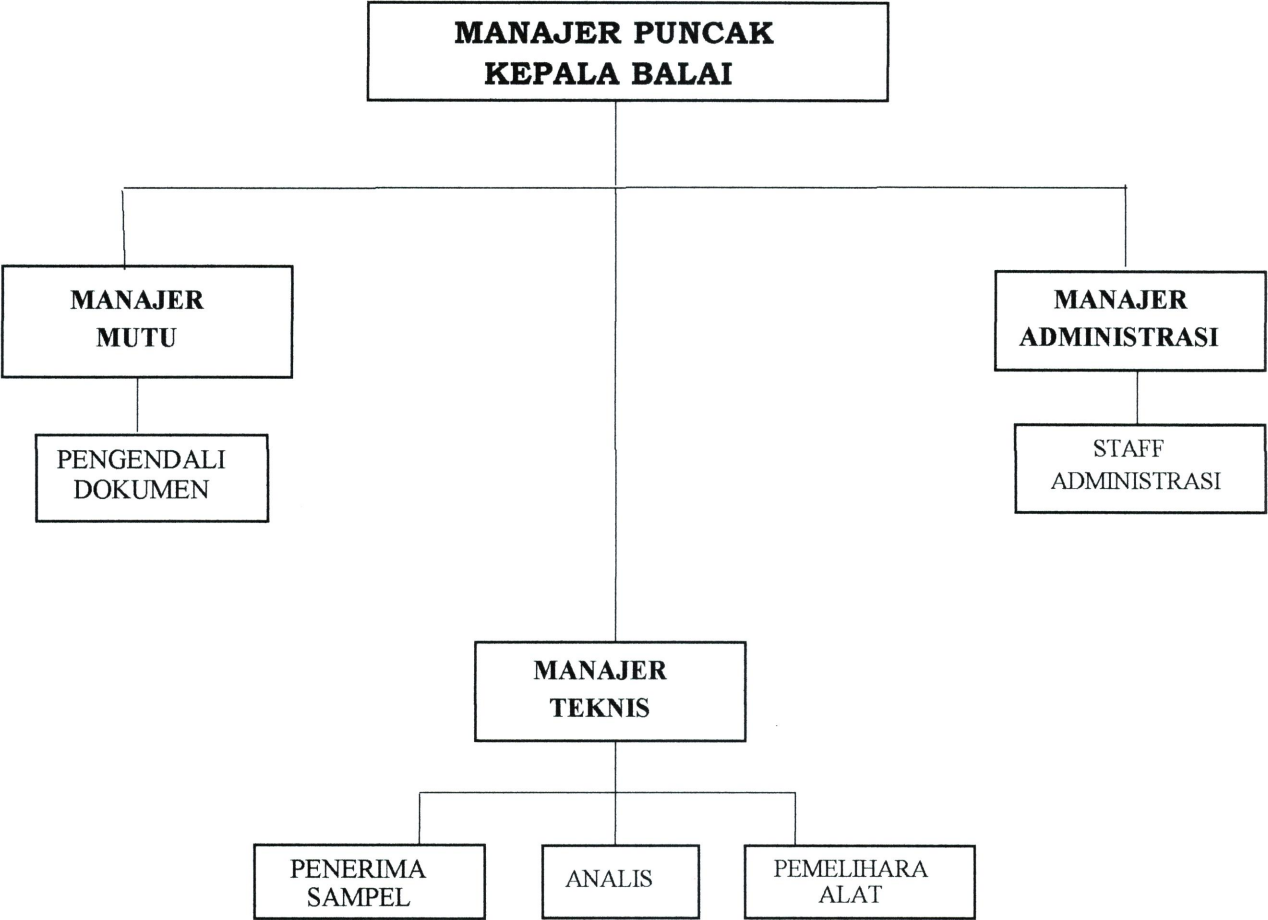 MANAJER PUNCAK
KEPALA BALAI
MANAJER
MUTU
MANAJER
ADMINISTRASI
PENGENDALI
DOKUMEN
STAFF
ADMINISTRASI
MANAJER
TEKNIS
PENERIMA
SAMPEL
ANALIS
PEMELIHARA
ALAT